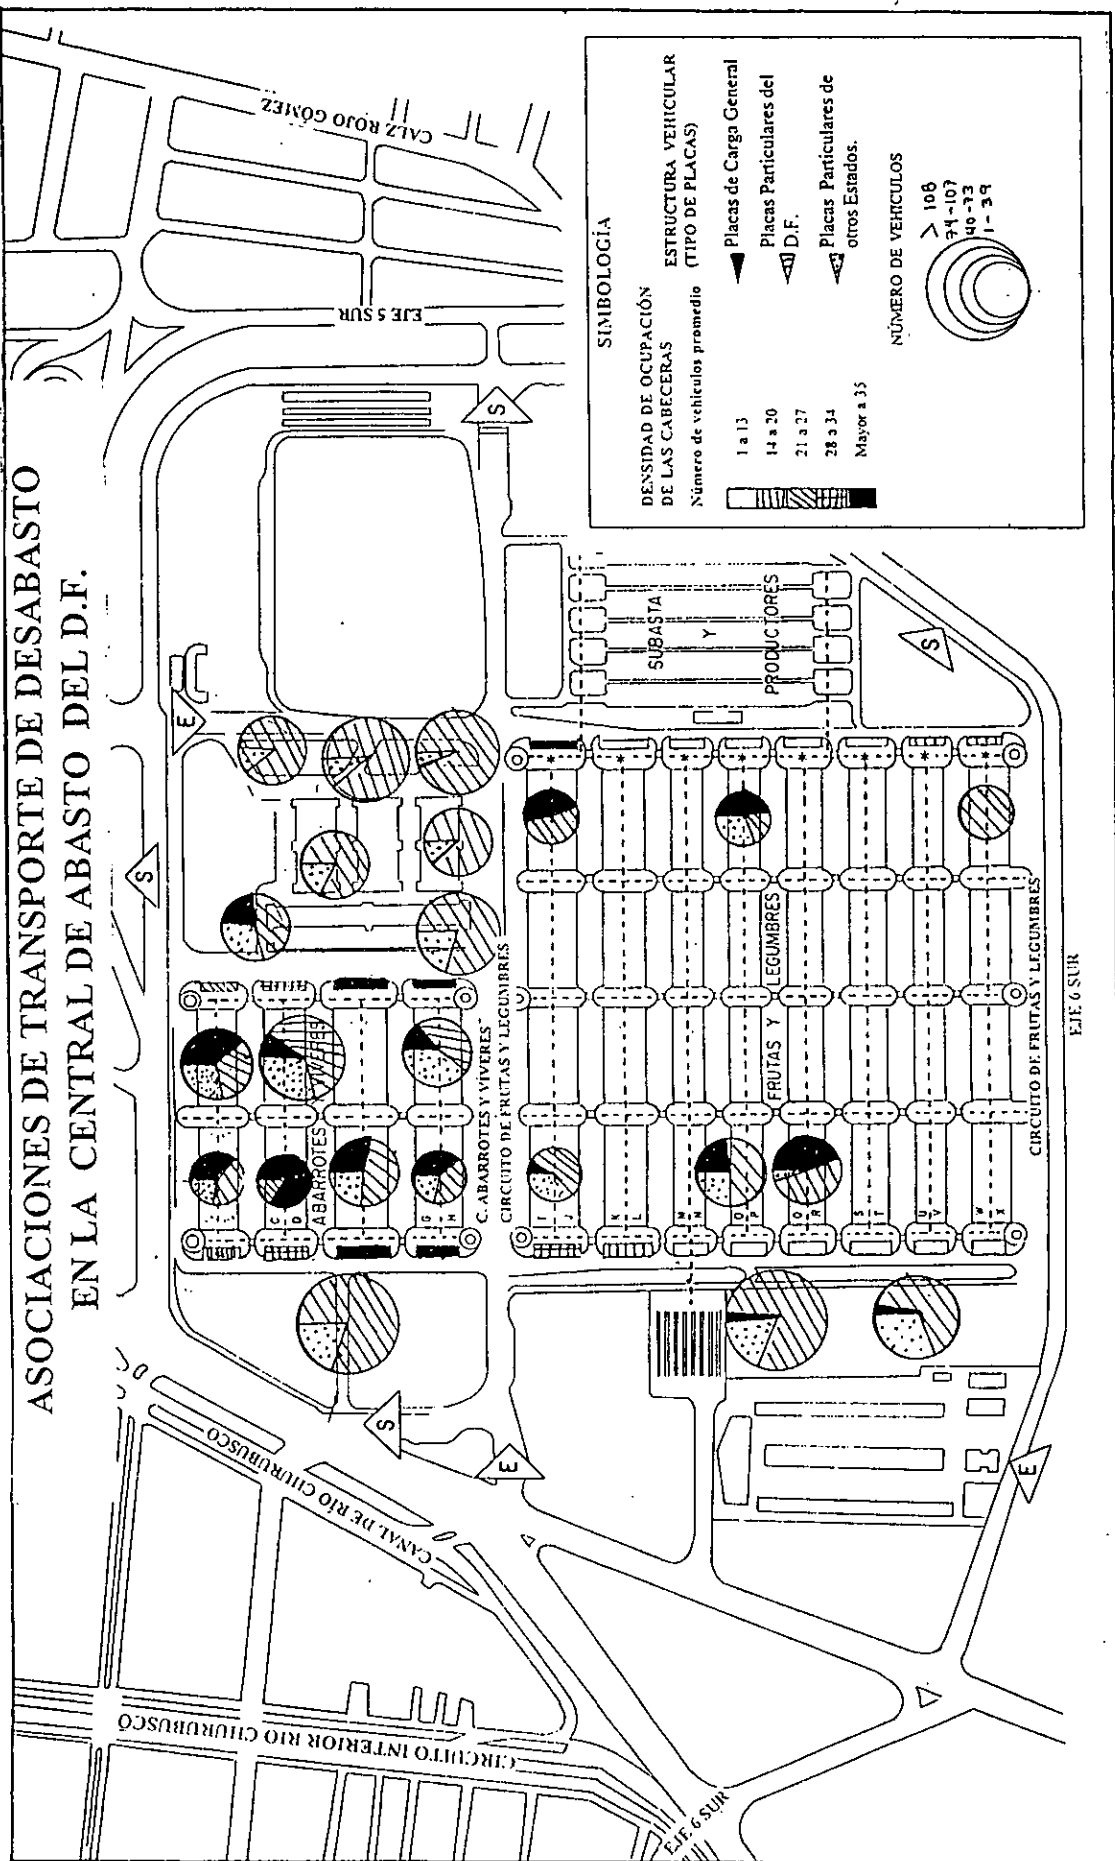 ASOCIACIONES DE TRANSPORTE DE DESABASTO
EN LA CENTRAL DE ABASTO DEL D.F.
CALZ ROJO GÓMEZ
EJE 5 SUR
CANAL DE RÍO CHURUBUSCO
CIRCUITO INTERIOR RIO CHURUBUSCO
EJE 6 SUR
S
E
S
S
E
S
E
ABARROTES
VIVERES
C. ABARROTES Y VIVERES
CIRCUITO DE FRUTAS Y LEGUMBRES
C
D
G
H
I
J
K
L
M
N
O
P
Q
R
S
T
U
V
W
X
FRUTAS Y LEGUMBRES
SUBASTA
Y
PRODUCTORES
CIRCUITO DE FRUTAS Y LEGUMBRES
EJE 6 SUR
SIMBOLOGÍA
DENSIDAD DE OCUPACIÓN
DE LAS CABECERAS
Número de vehículos promedio
1 a 13
14 a 20
21 a 27
28 a 34
Mayor a 35
ESTRUCTURA VEHICULAR
(TIPO DE PLACAS)
Placas de Carga General
Placas Particulares del
D.F.
Placas Particulares de
otros Estados.
NÚMERO DE VEHICULOS
> 108
74-107
40-73
1-39